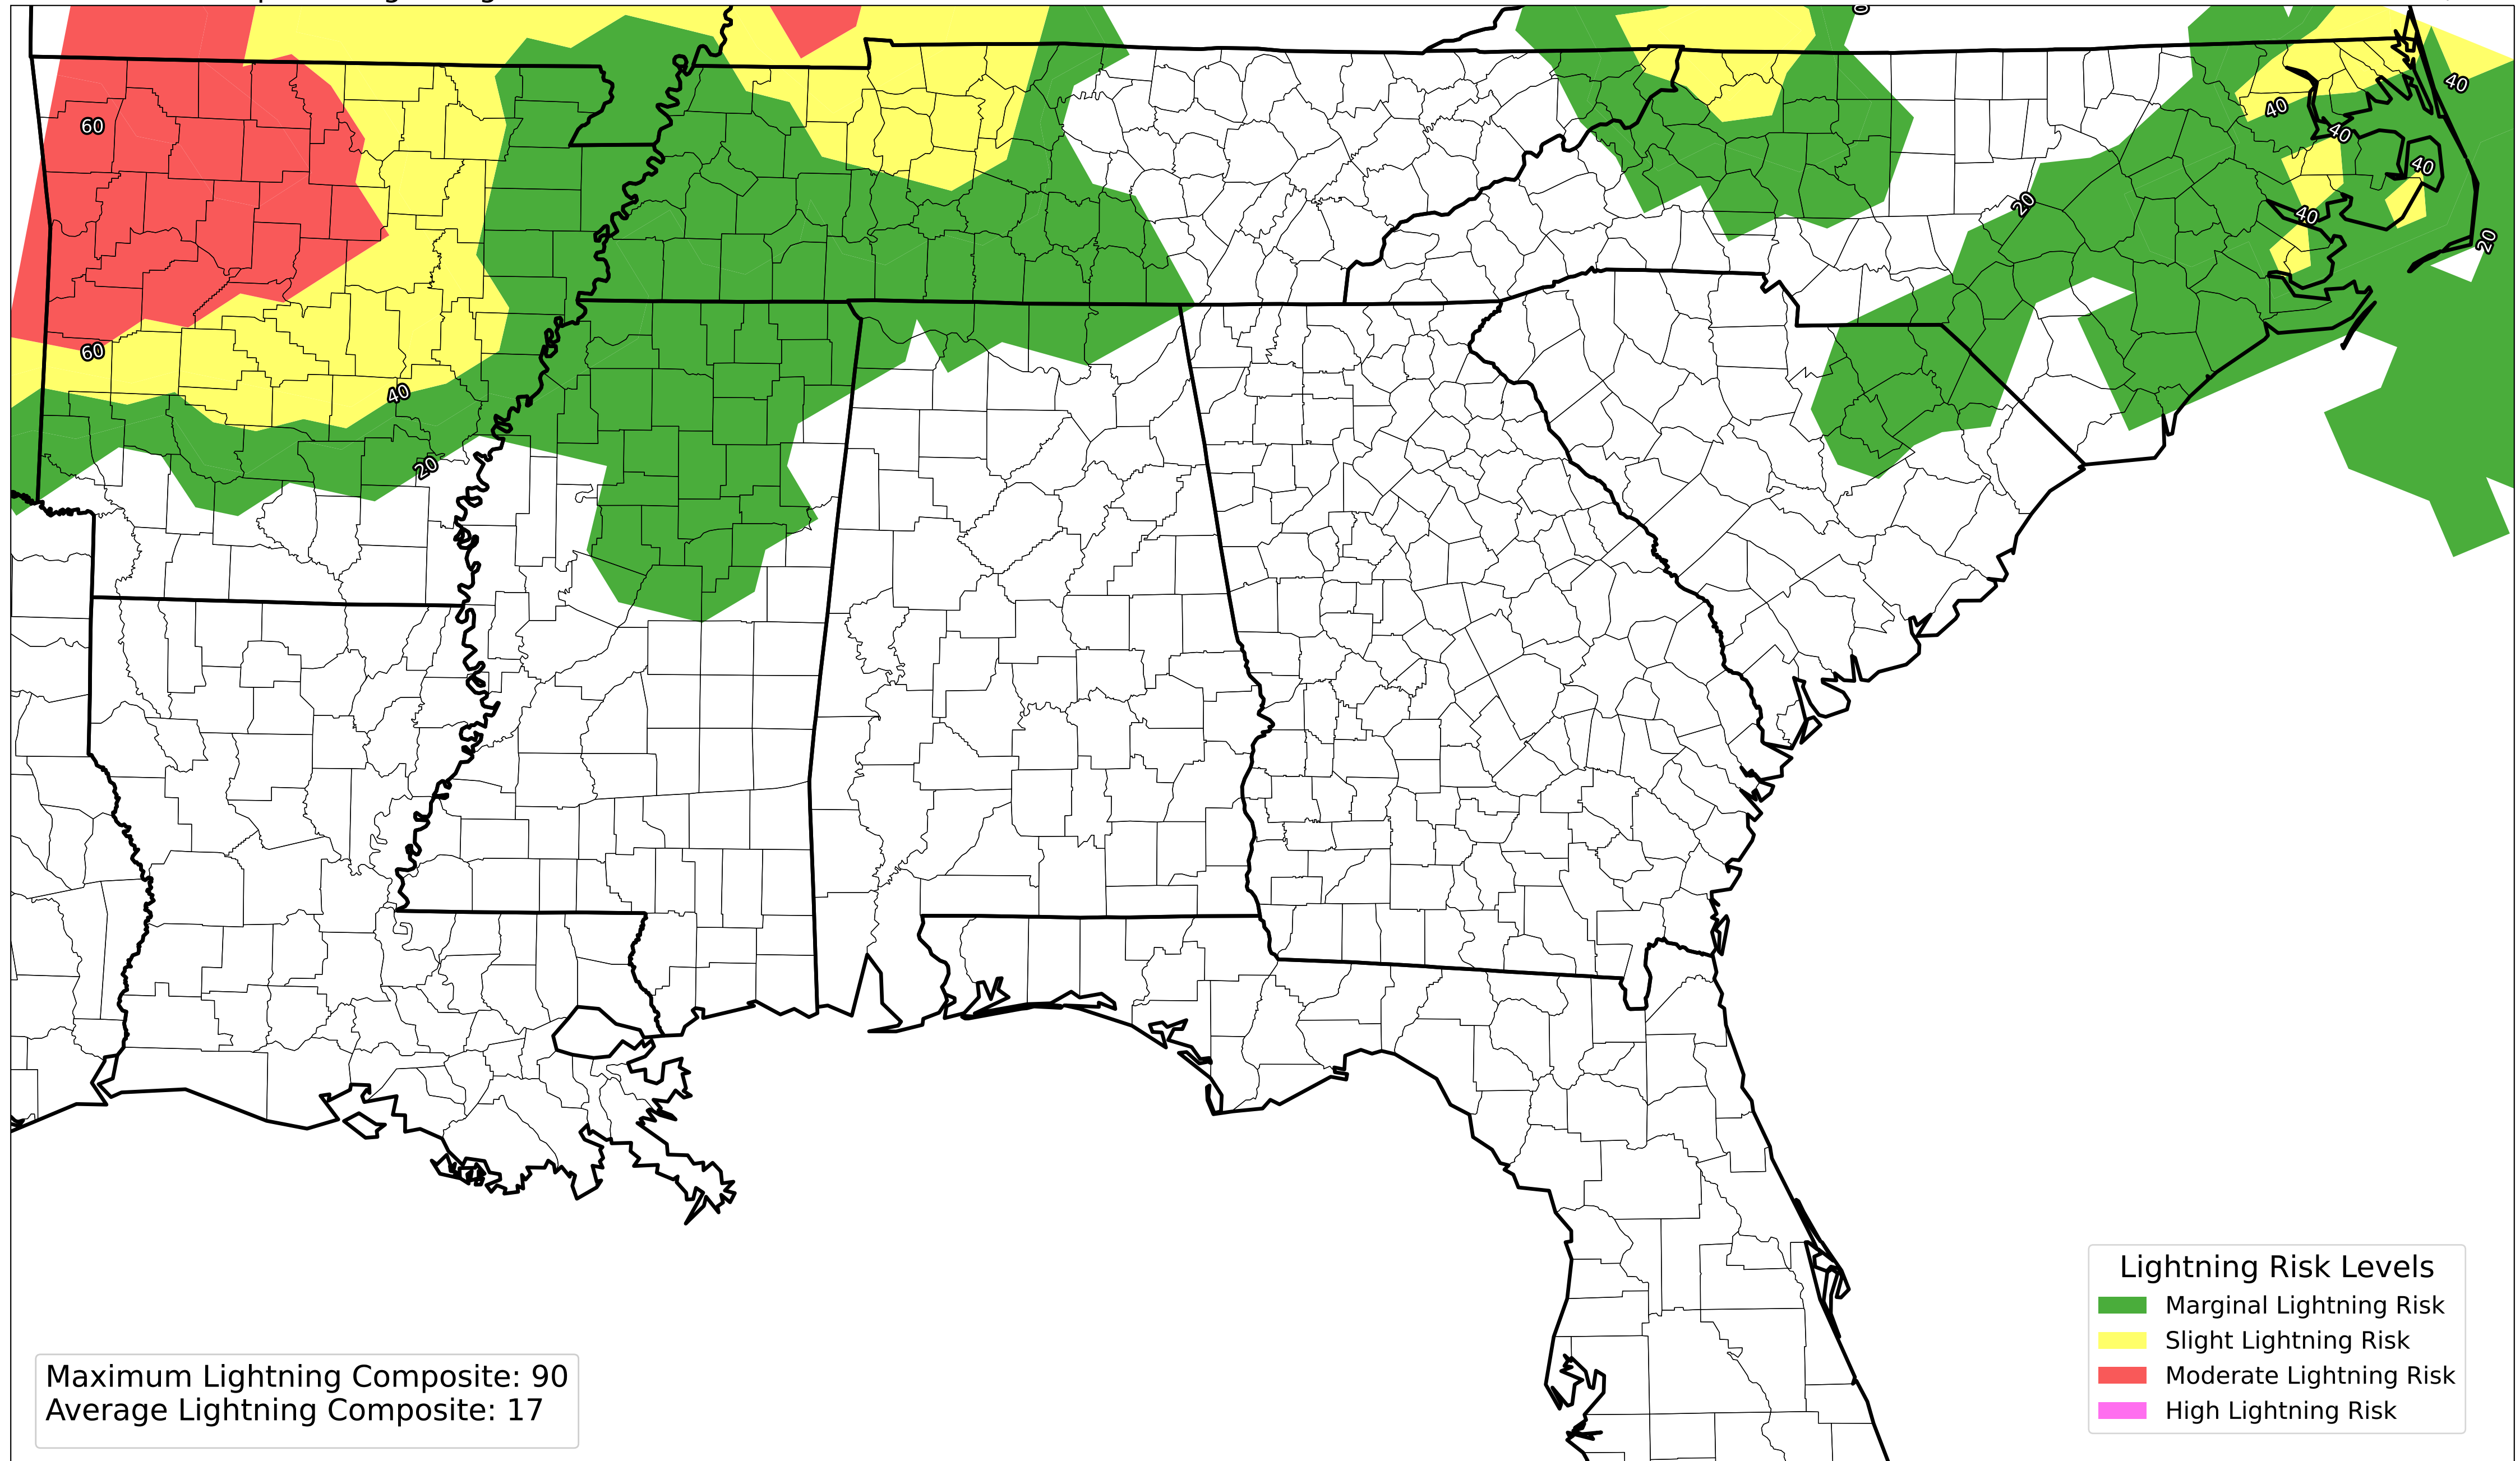 0
40
60
40
40
40
20
40
20
60
40
20
Lightning Risk Levels
Marginal Lightning Risk
Slight Lightning Risk
Moderate Lightning Risk
High Lightning Risk
Maximum Lightning Composite: 90
Average Lightning Composite: 17